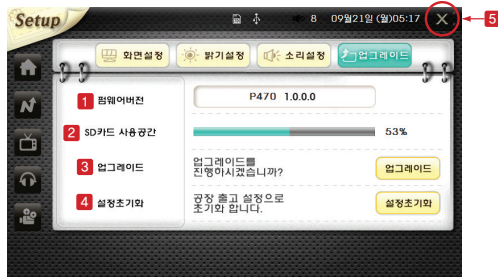 Setup
8 09월21일 (월)05:17
5
화면설정 밝기설정 소리설정 업그레이드
1 펌웨어버전 P470 1.0.0.0
2 SD카드 사용공간 53%
3 업그레이드 업그레이드를
진행하시겠습니까? 업그레이드
4 설정초기화 공장 출고 설정으로
초기화 합니다. 설정초기화